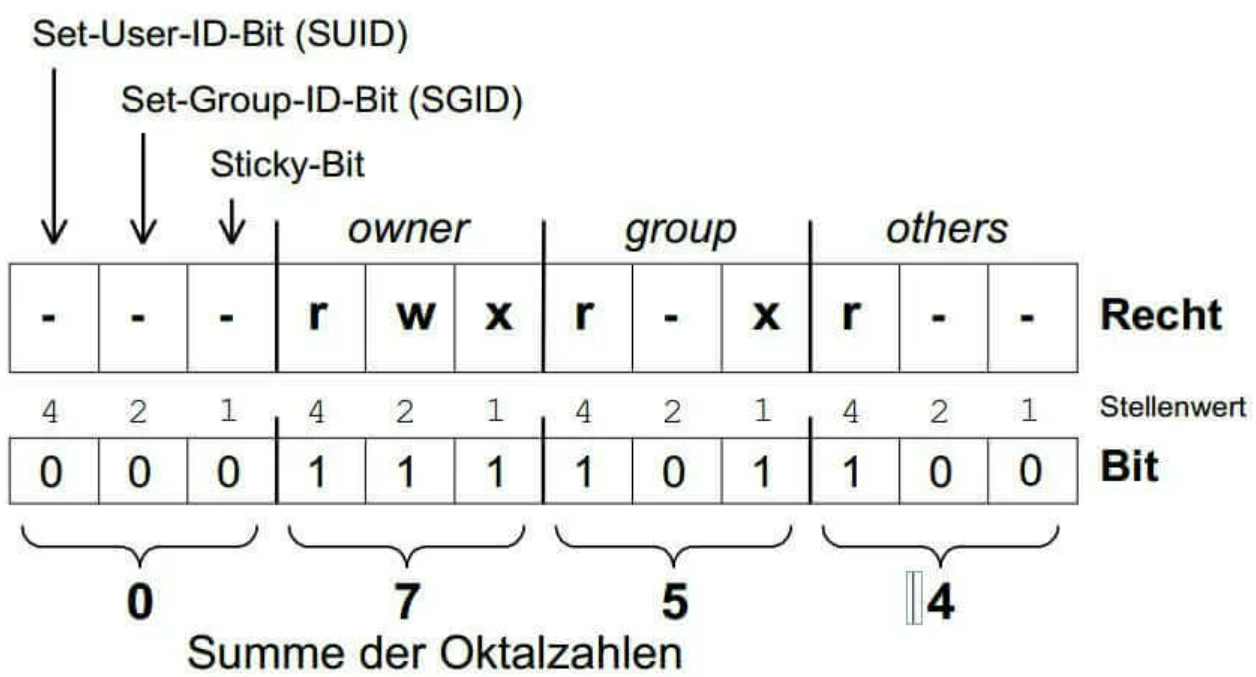 Set-User-ID-Bit (SUID)
Set-Group-ID-Bit (SGID)
Sticky-Bit
owner group others
- - - r w x r - x r - - Recht
4 2 1 4 2 1 4 2 1 4 2 1 Stellenwert
0 0 0 1 1 1 1 0 1 1 0 0 Bit
0 7 5 4
Summe der Oktalzahlen